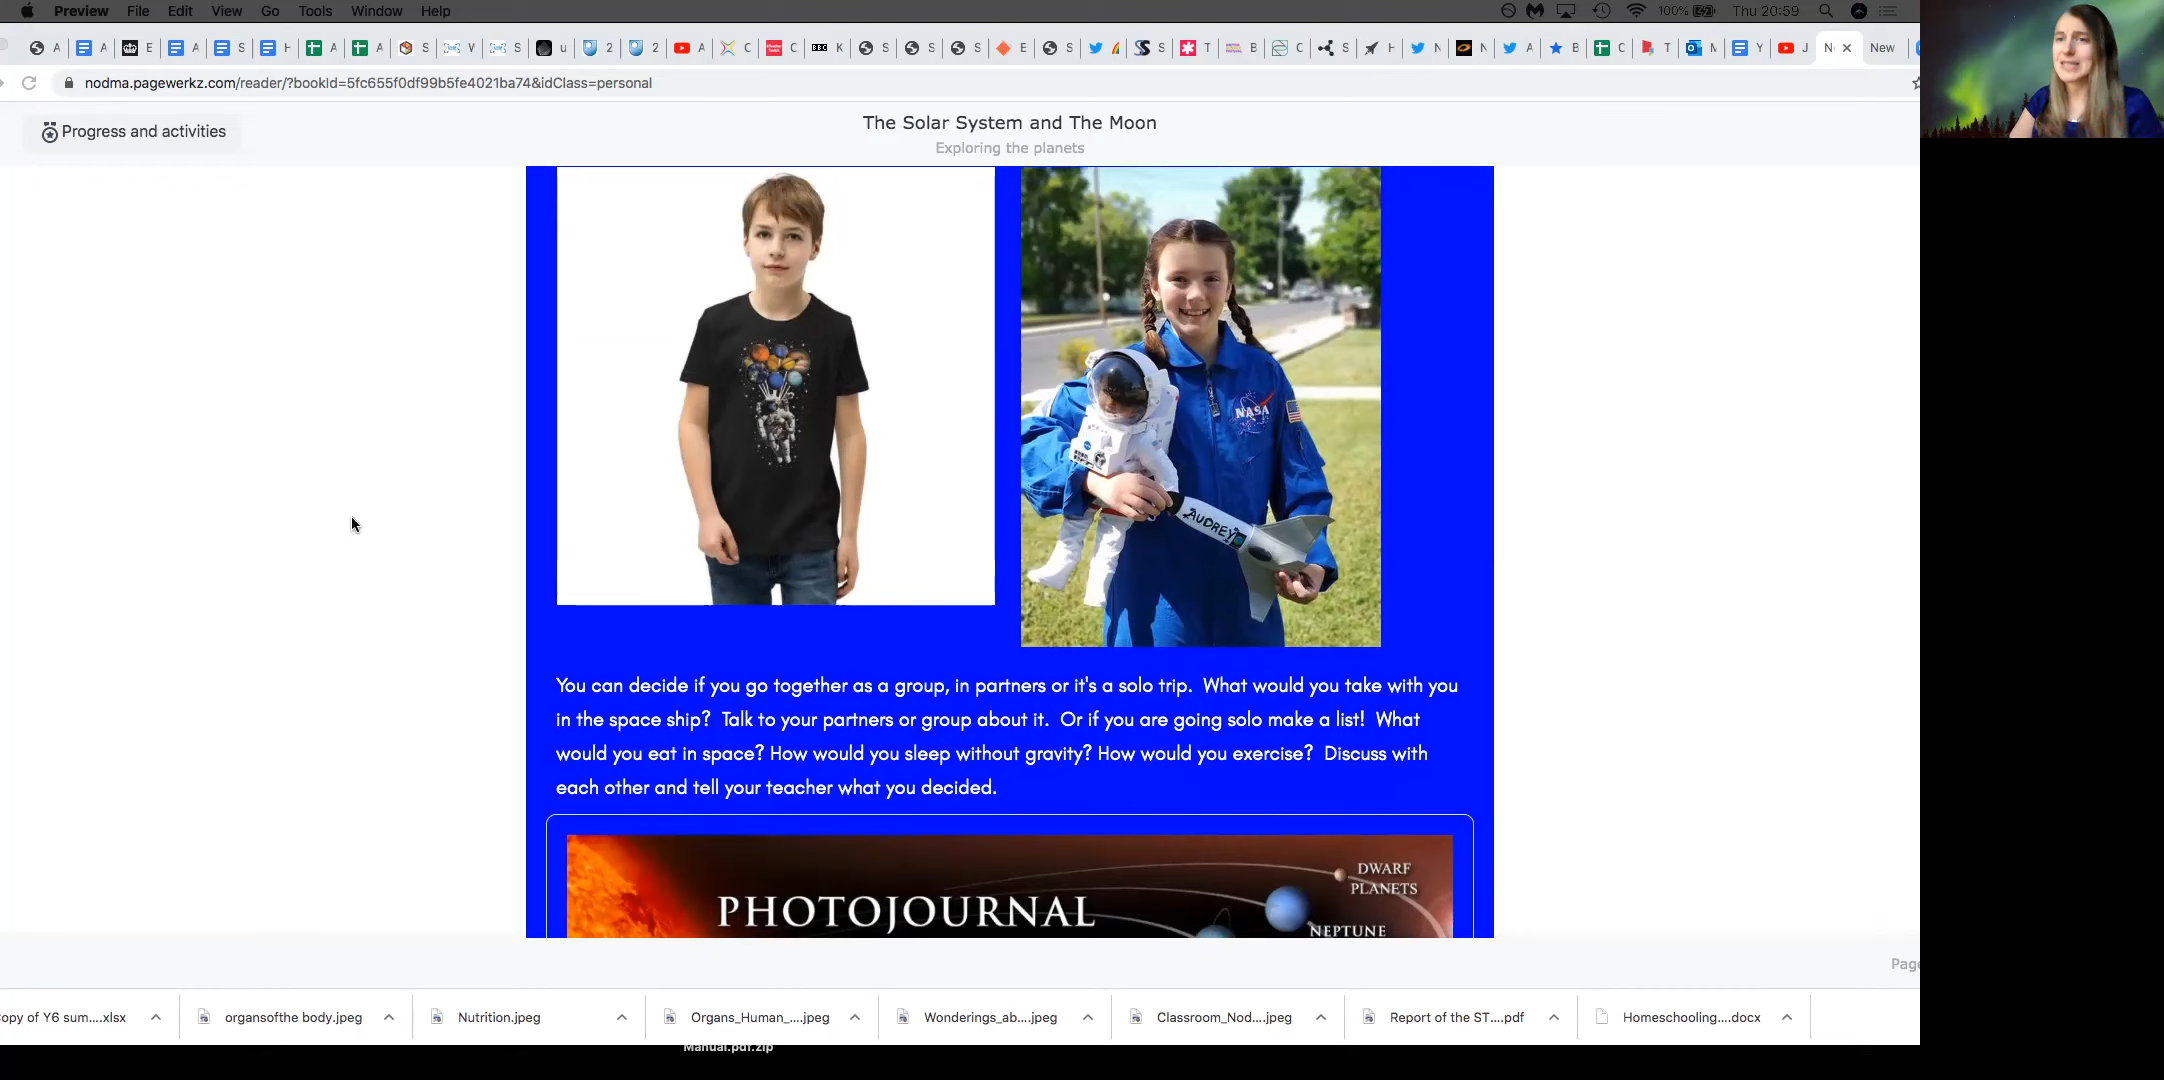 Preview File Edit View Go Tools Window Help 100% Thu 20:59
A A E A S H A A S W S u 2 2 A C C K S S S E S S T B C S H N N A B C T M Y J N New
nodma.pagewerkz.com/reader/?bookId=5fc655f0df99b5fe4021ba74&idClass=personal
Progress and activities
The Solar System and The Moon
Exploring the planets
NASA
AUDREY
You can decide if you go together as a group, in partners or it's a solo trip. What would you take with you
in the space ship? Talk to your partners or group about it. Or if you are going solo make a list! What
would you eat in space? How would you sleep without gravity? How would you exercise? Discuss with
each other and tell your teacher what you decided.
PHOTOJOURNAL
DWARF
PLANETS
NEPTUNE
Page
opy of Y6 sum....xlsx organsofthe body.jpeg Nutrition.jpeg Organs_Human_....jpeg Wonderings_ab....jpeg Classroom_Nod....jpeg Report of the ST....pdf Homeschooling....docx
Manual.pdf.zip